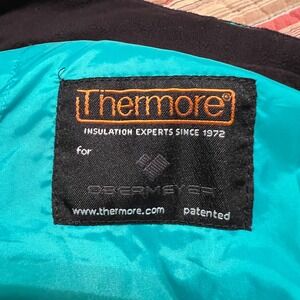 Thermore®
INSULATION EXPERTS SINCE 1972
for
OBERMEYER
www.thermore.com patented